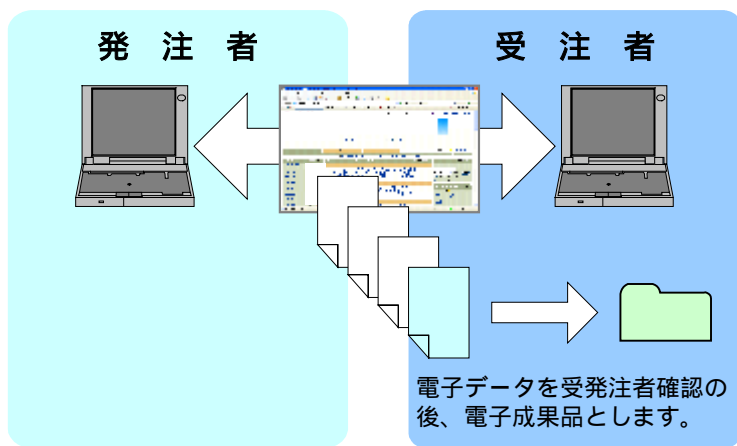 発 注 者
受 注 者
電子データを受発注者確認の
後、電子成果品とします。